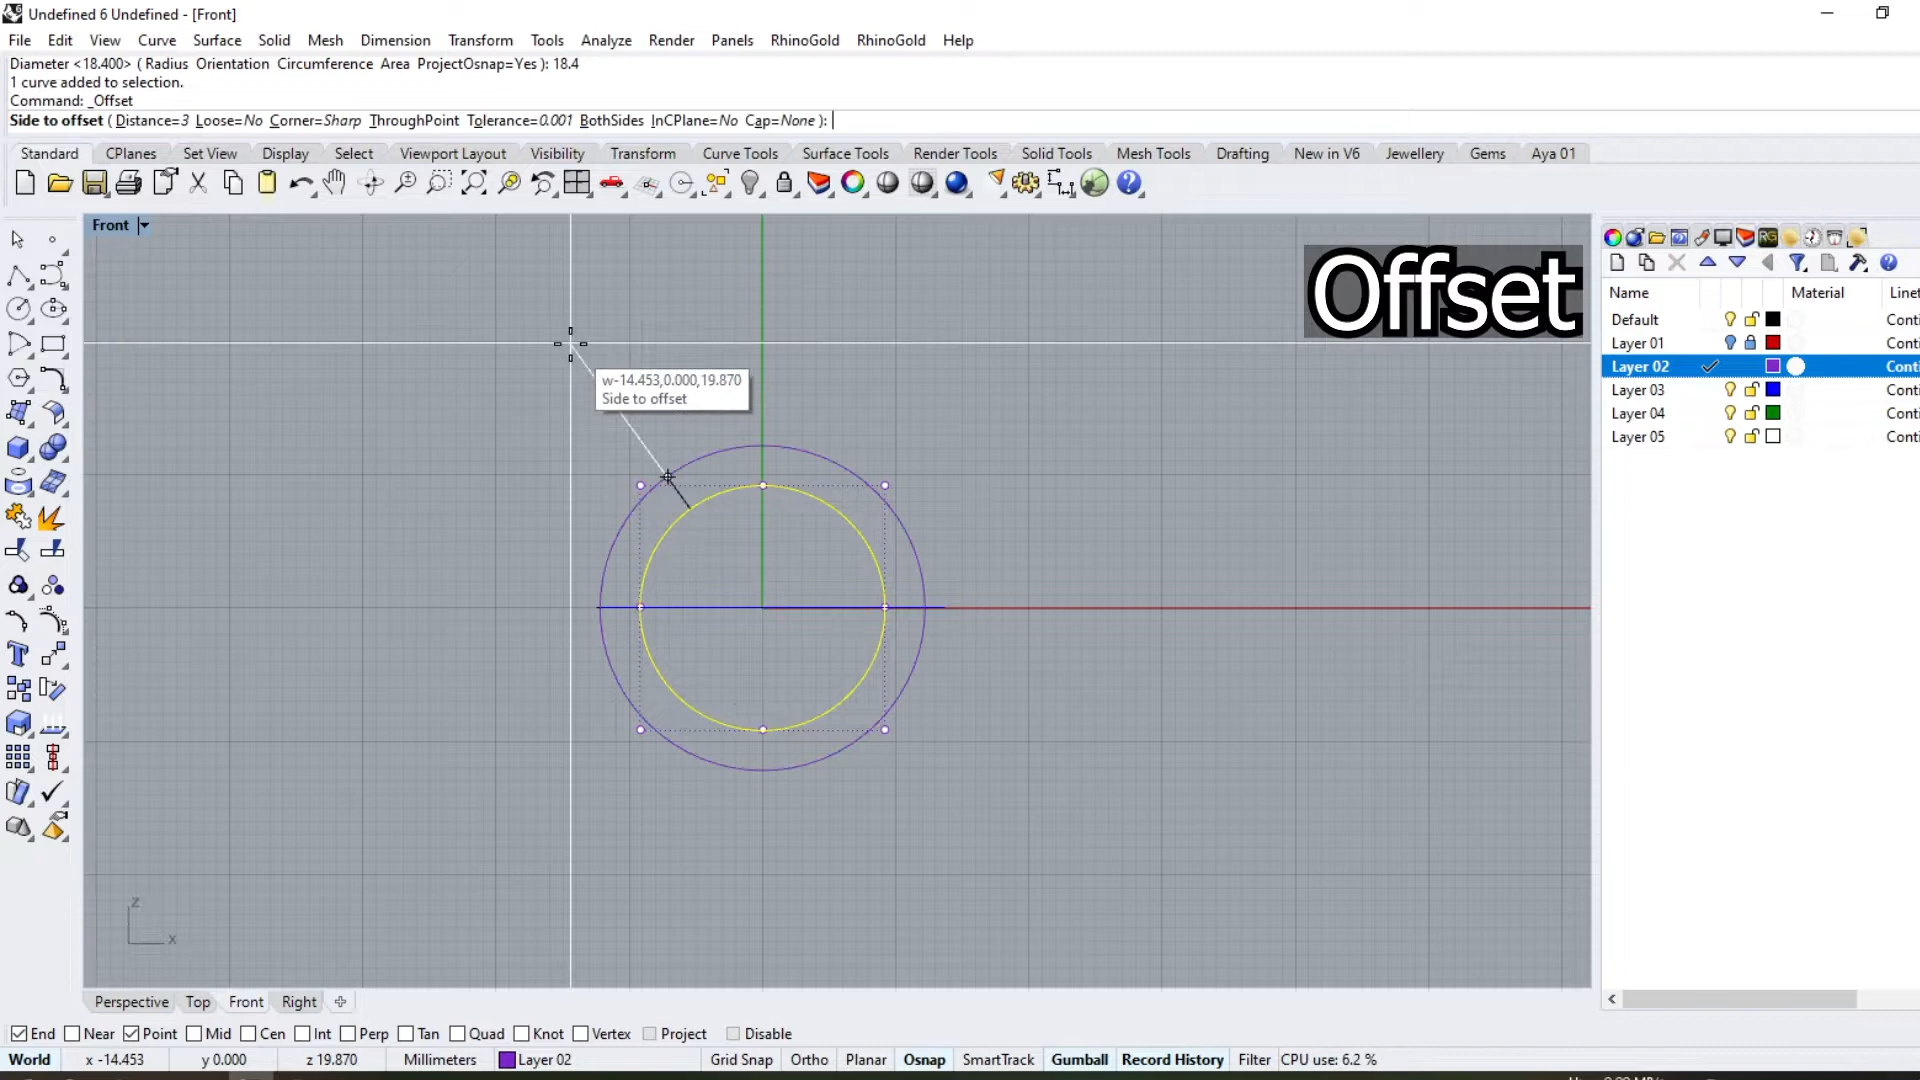 Undefined 6 Undefined - [Front]
File Edit View Curve Surface Solid Mesh Dimension Transform Tools Analyze Render Panels RhinoGold RhinoGold Help
Diameter <18.400> ( Radius Orientation Circumference Area ProjectOsnap=Yes ): 18.4
1 curve added to selection.
Command: _Offset
Side to offset ( Distance=3 Loose=No Corner=Sharp ThroughPoint Tolerance=0.001 BothSides InCPlane=No Cap=None ):
Standard CPlanes Set View Display Select Viewport Layout Visibility Transform Curve Tools Surface Tools Render Tools Solid Tools Mesh Tools Drafting New in V6 Jewellery Gems Aya 01
Front
Offset
Name Material Linet
Default Conti
Layer 01 Conti
Layer 02 Conti
Layer 03 Conti
Layer 04 Conti
Layer 05 Conti
w-14.453,0.000,19.870
Side to offset
z
x
Perspective Top Front Right
End Near Point Mid Cen Int Perp Tan Quad Knot Vertex Project Disable
World x -14.453 y 0.000 z 19.870 Millimeters Layer 02 Grid Snap Ortho Planar Osnap SmartTrack Gumball Record History Filter CPU use: 6.2 %